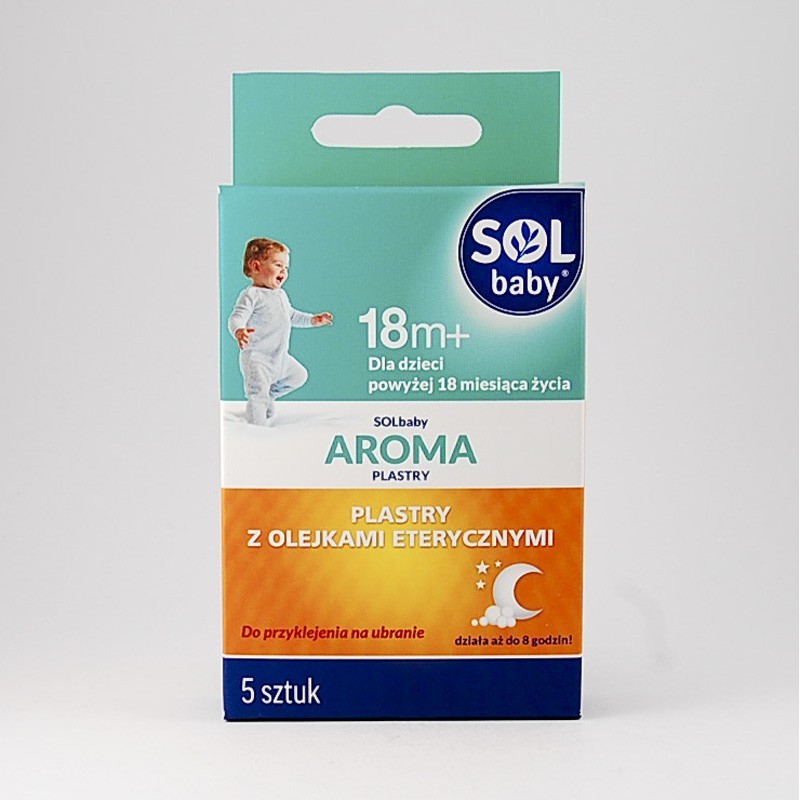 SOL
baby®
18m+
Dla dzieci
powyżej 18 miesiąca życia
SOLbaby
AROMA
PLASTRY
PLASTRY
Z OLEJKAMI ETERYCZNYMI
Do przyklejenia na ubranie
działa aż do 8 godzin!
5 sztuk